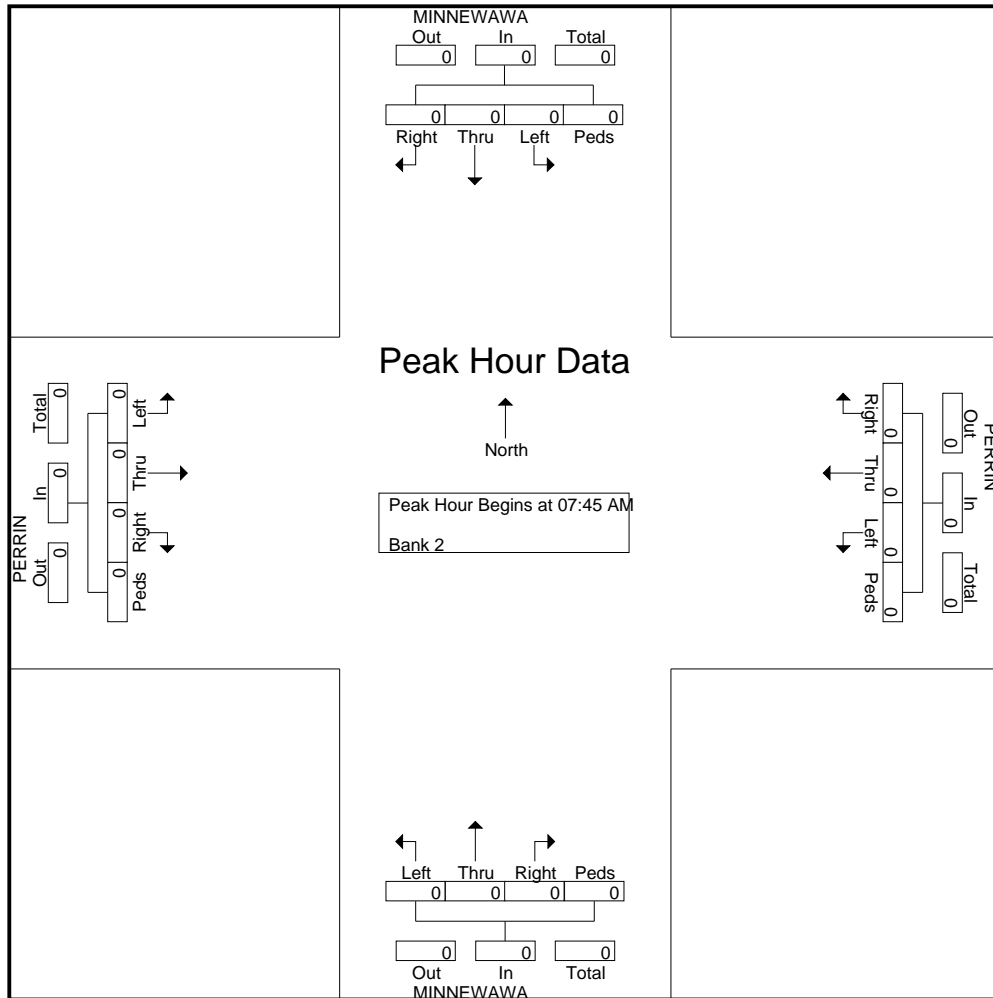 MINNEWAWA
Out In Total
0 0 0
0 0 0 0
Right Thru Left Peds
Peak Hour Data
North
Peak Hour Begins at 07:45 AM
Bank 2
PERRIN
Out In Total
0 0 0
0 0 0 0
Left Thru Right Peds
PERRIN
Out In Total
0 0 0
0 0 0 0
Right Thru Left Peds
Left Thru Right Peds
0 0 0 0
0 0 0
Out In Total
MINNEWAWA